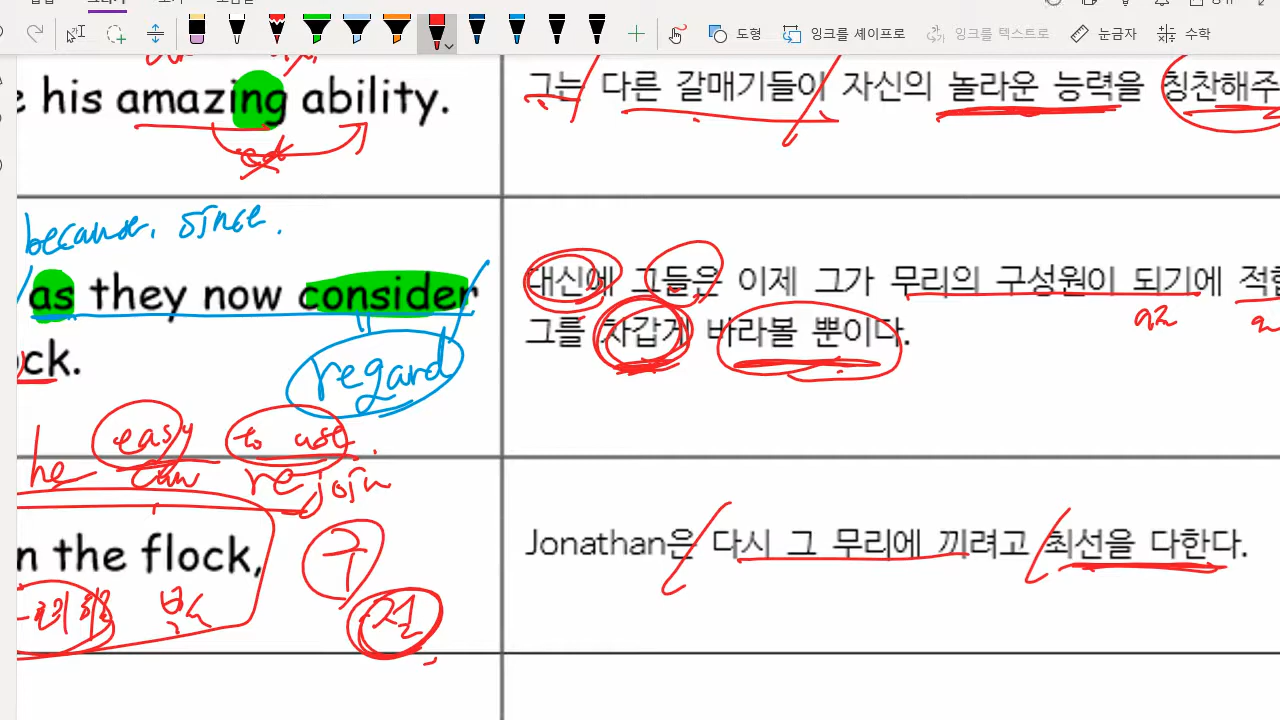 도형
잉크를 셰이프로
잉크를 텍스트로
눈금자
수학
his amazing ability.
그는 다른 갈매기들이 자신의 놀라운 능력을 칭찬해주
ed
because, since.
as they now consider
대신에 그들은 이제 그가 무리의 구성원이 되기에
그를 차갑게 바라볼 뿐이다.
ck.
regard
easy to use.
he can rejoin
n the flock,
Jonathan은 다시 그 무리에 끼려고 최선을 다한다.
구
절